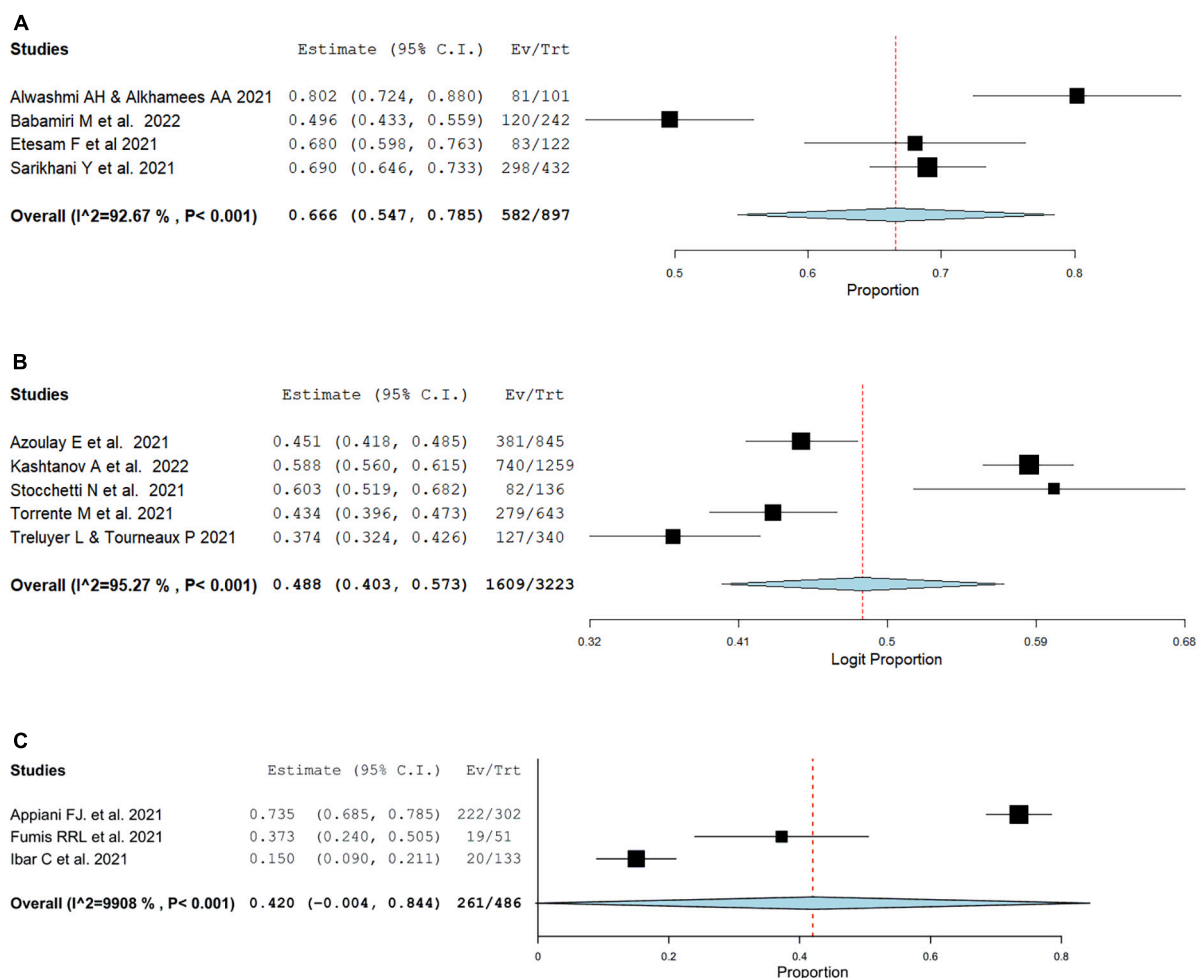 A
Studies Estimate (95% C.I.) Ev/Trt
Alwashmi AH & Alkhamees AA 2021 0.802 (0.724, 0.880) 81/101
Babamiri M et al. 2022 0.496 (0.433, 0.559) 120/242
Etesam F et al 2021 0.680 (0.598, 0.763) 83/122
Sarikhani Y et al. 2021 0.690 (0.646, 0.733) 298/432
Overall (I^2=92.67 % , P< 0.001) 0.666 (0.547, 0.785) 582/897
0.5 0.6 0.7 0.8
Proportion
B
Studies Estimate (95% C.I.) Ev/Trt
Azoulay E et al. 2021 0.451 (0.418, 0.485) 381/845
Kashtanov A et al. 2022 0.588 (0.560, 0.615) 740/1259
Stocchetti N et al. 2021 0.603 (0.519, 0.682) 82/136
Torrente M et al. 2021 0.434 (0.396, 0.473) 279/643
Treluyer L & Tourneaux P 2021 0.374 (0.324, 0.426) 127/340
Overall (I^2=95.27 % , P< 0.001) 0.488 (0.403, 0.573) 1609/3223
0.32 0.41 0.5 0.59 0.68
Logit Proportion
C
Studies Estimate (95% C.I.) Ev/Trt
Appiani FJ. et al. 2021 0.735 (0.685, 0.785) 222/302
Fumis RRL et al. 2021 0.373 (0.240, 0.505) 19/51
Ibar C et al. 2021 0.150 (0.090, 0.211) 20/133
Overall (I^2=9908 % , P< 0.001) 0.420 (-0.004, 0.844) 261/486
0 0.2 0.4 0.6 0.8
Proportion